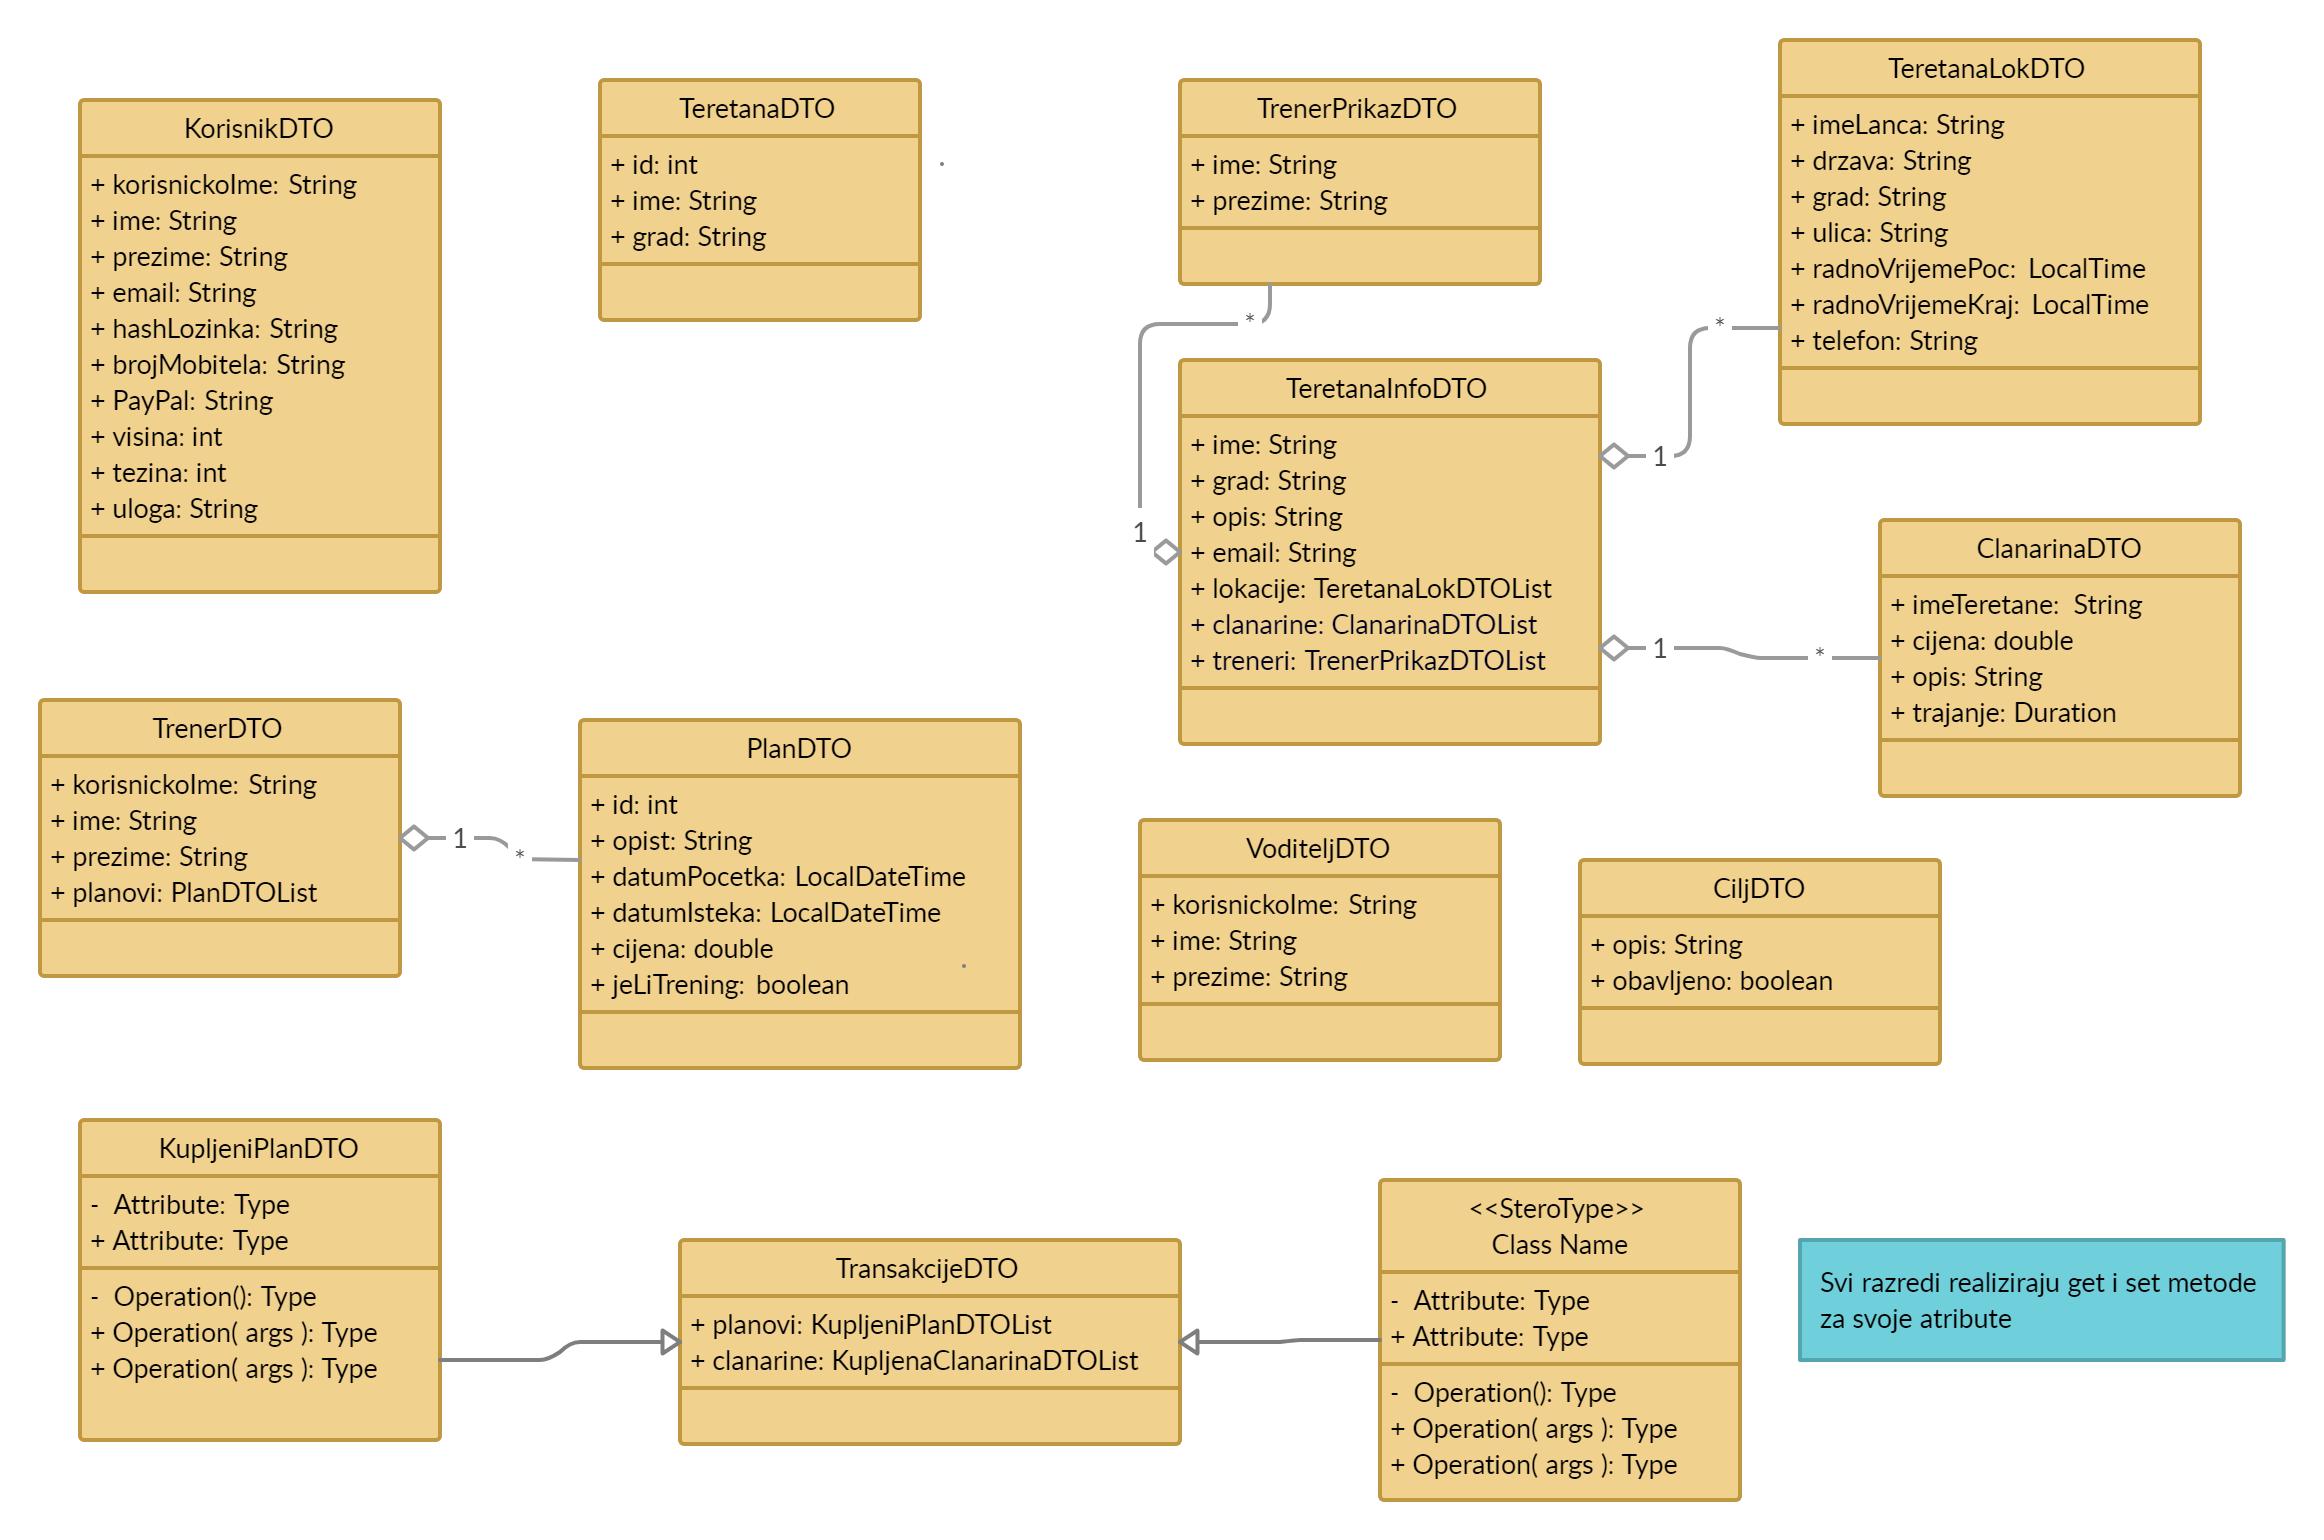 KorisnikDTO
+ korisnickoIme: String
+ ime: String
+ prezime: String
+ email: String
+ hashLozinka: String
+ brojMobitela: String
+ PayPal: String
+ visina: int
+ tezina: int
+ uloga: String
TeretanaDTO
+ id: int
+ ime: String
+ grad: String
TrenerPrikazDTO
+ ime: String
+ prezime: String
*
1
TeretanaLokDTO
+ imeLanca: String
+ drzava: String
+ grad: String
+ ulica: String
+ radnoVrijemePoc: LocalTime
+ radnoVrijemeKraj: LocalTime
+ telefon: String
TeretanaInfoDTO
+ ime: String
+ grad: String
+ opis: String
+ email: String
+ lokacije: TeretanaLokDTOList
+ clanarine: ClanarinaDTOList
+ treneri: TrenerPrikazDTOList
1
*
1
*
ClanarinaDTO
+ imeTeretane: String
+ cijena: double
+ opis: String
+ trajanje: Duration
TrenerDTO
+ korisnickoIme: String
+ ime: String
+ prezime: String
+ planovi: PlanDTOList
1
*
PlanDTO
+ id: int
+ opist: String
+ datumPocetka: LocalDateTime
+ datumIsteka: LocalDateTime
+ cijena: double
+ jeLiTrening: boolean
VoditeljDTO
+ korisnickoIme: String
+ ime: String
+ prezime: String
CiljDTO
+ opis: String
+ obavljeno: boolean
KupljeniPlanDTO
- Attribute: Type
+ Attribute: Type
- Operation(): Type
+ Operation( args ): Type
+ Operation( args ): Type
TransakcijeDTO
+ planovi: KupljeniPlanDTOList
+ clanarine: KupljenaClanarinaDTOList
<<SteroType>>
Class Name
- Attribute: Type
+ Attribute: Type
- Operation(): Type
+ Operation( args ): Type
+ Operation( args ): Type
Svi razredi realiziraju get i set metode
za svoje atribute